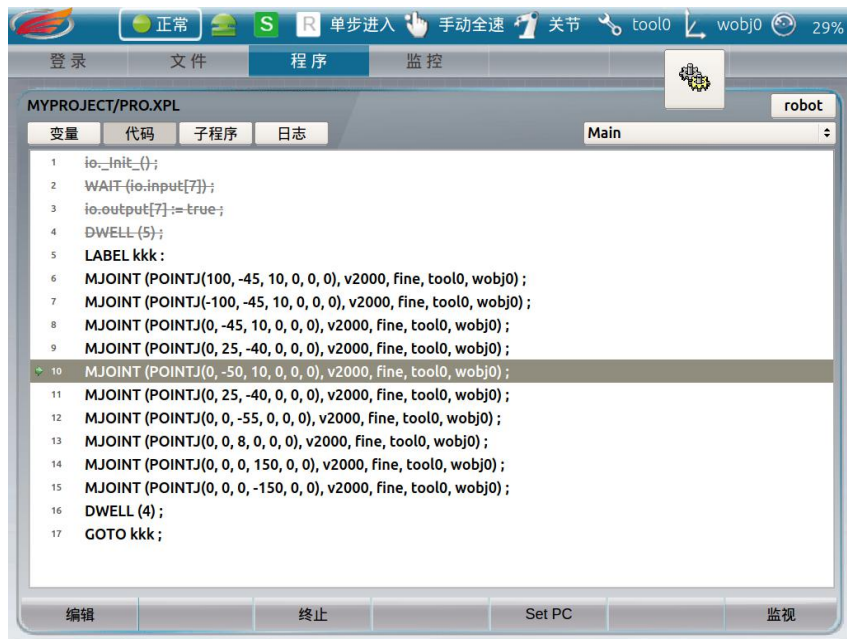 正常 S R 单步进入 手动全速 关节 tool0 wobj0 29%
登录 文件 程序 监控
MYPROJECT/PRO.XPL robot
变量 代码 子程序 日志 Main
1 io._Init_() ;
2 WAIT (io.input[7]) ;
3 io.output[7] := true ;
4 DWELL (5) ;
5 LABEL kkk :
6 MJOINT (POINTJ(100, -45, 10, 0, 0, 0), v2000, fine, tool0, wobj0) ;
7 MJOINT (POINTJ(-100, -45, 10, 0, 0, 0), v2000, fine, tool0, wobj0) ;
8 MJOINT (POINTJ(0, -45, 10, 0, 0, 0), v2000, fine, tool0, wobj0) ;
9 MJOINT (POINTJ(0, 25, -40, 0, 0, 0), v2000, fine, tool0, wobj0) ;
10 MJOINT (POINTJ(0, -50, 10, 0, 0, 0), v2000, fine, tool0, wobj0) ;
11 MJOINT (POINTJ(0, 25, -40, 0, 0, 0), v2000, fine, tool0, wobj0) ;
12 MJOINT (POINTJ(0, 0, -55, 0, 0, 0), v2000, fine, tool0, wobj0) ;
13 MJOINT (POINTJ(0, 0, 8, 0, 0, 0), v2000, fine, tool0, wobj0) ;
14 MJOINT (POINTJ(0, 0, 0, 150, 0, 0), v2000, fine, tool0, wobj0) ;
15 MJOINT (POINTJ(0, 0, 0, -150, 0, 0), v2000, fine, tool0, wobj0) ;
16 DWELL (4) ;
17 GOTO kkk ;
编辑 终止 Set PC 监视